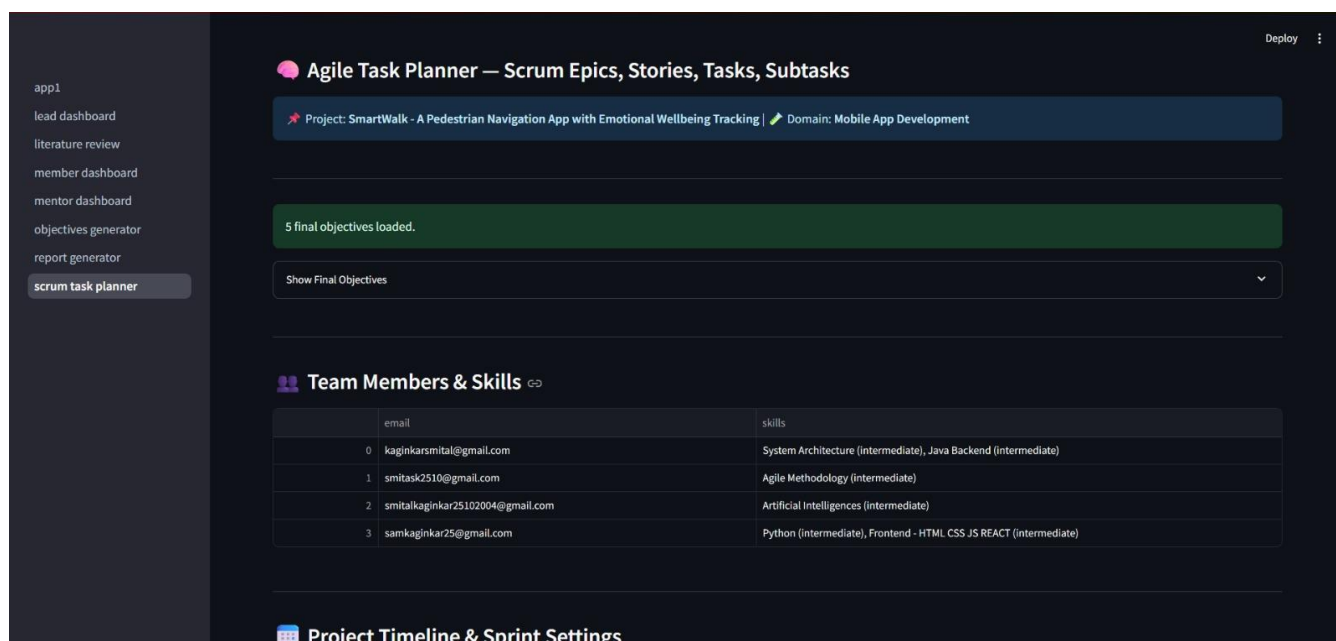 Deploy
app1
lead dashboard
literature review
member dashboard
mentor dashboard
objectives generator
report generator
scrum task planner
Agile Task Planner — Scrum Epics, Stories, Tasks, Subtasks
Project: SmartWalk - A Pedestrian Navigation App with Emotional Wellbeing Tracking | Domain: Mobile App Development
5 final objectives loaded.
Show Final Objectives
Team Members & Skills
email skills
0 kaginkarsmital@gmail.com System Architecture (intermediate), Java Backend (intermediate)
1 smitask2510@gmail.com Agile Methodology (intermediate)
2 smitalkaginkar25102004@gmail.com Artificial Intelligences (intermediate)
3 samkaginkar25@gmail.com Python (intermediate), Frontend - HTML CSS JS REACT (intermediate)
Project Timeline & Sprint Settings